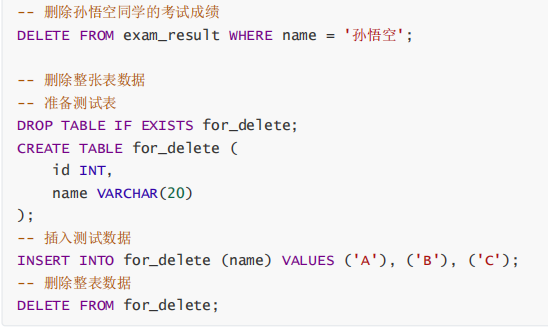 -- 删除孙悟空同学的考试成绩
DELETE FROM exam_result WHERE name = '孙悟空';
-- 删除整张表数据
-- 准备测试表
DROP TABLE IF EXISTS for_delete;
CREATE TABLE for_delete (
    id INT,
    name VARCHAR(20)
);
-- 插入测试数据
INSERT INTO for_delete (name) VALUES ('A'), ('B'), ('C');
-- 删除整表数据
DELETE FROM for_delete;